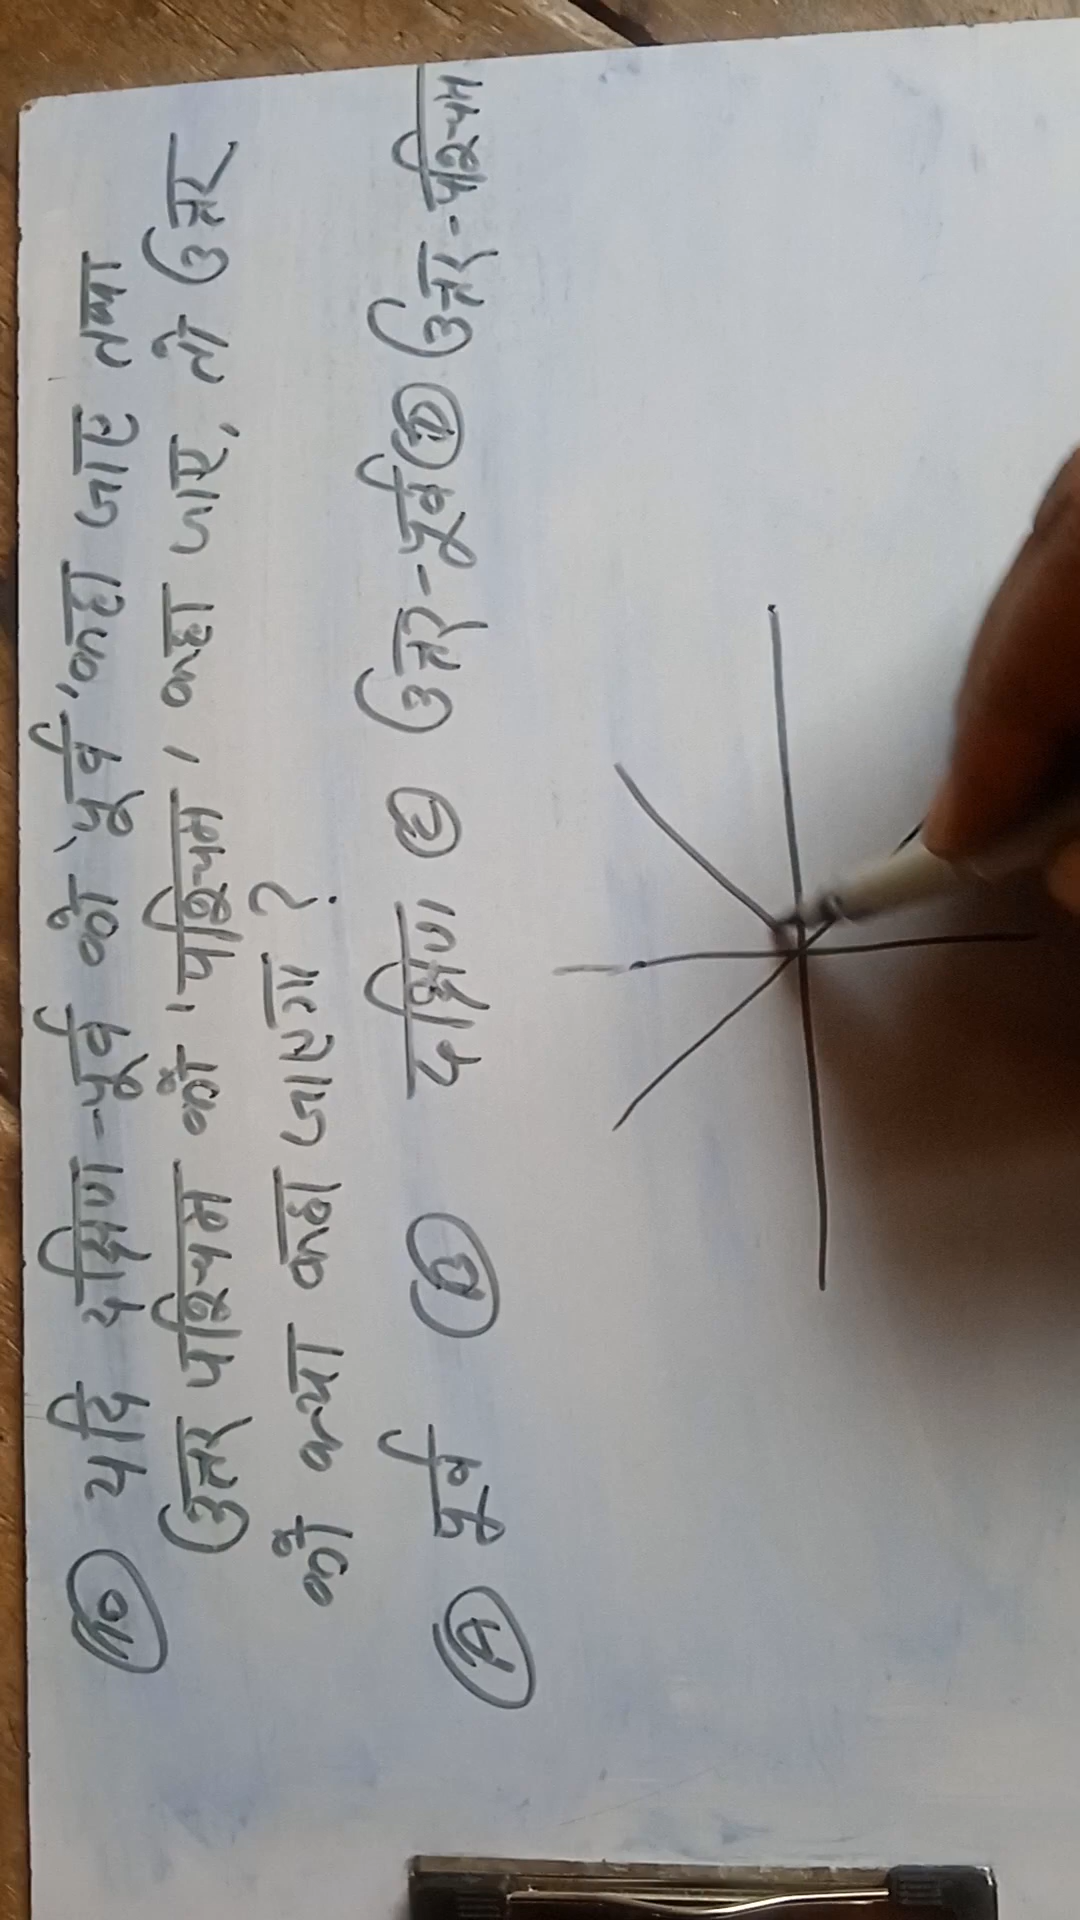 10 यदि दक्षिण-पूर्व को 'पूर्व' कहा जाए तथा
उत्तर पश्चिम को 'पश्चिम' कहा जाए, तो उत्तर
को क्या कहा जाएगा ?
A पूर्व B दक्षिण C उत्तर-पूर्व D उत्तर-पश्चिम